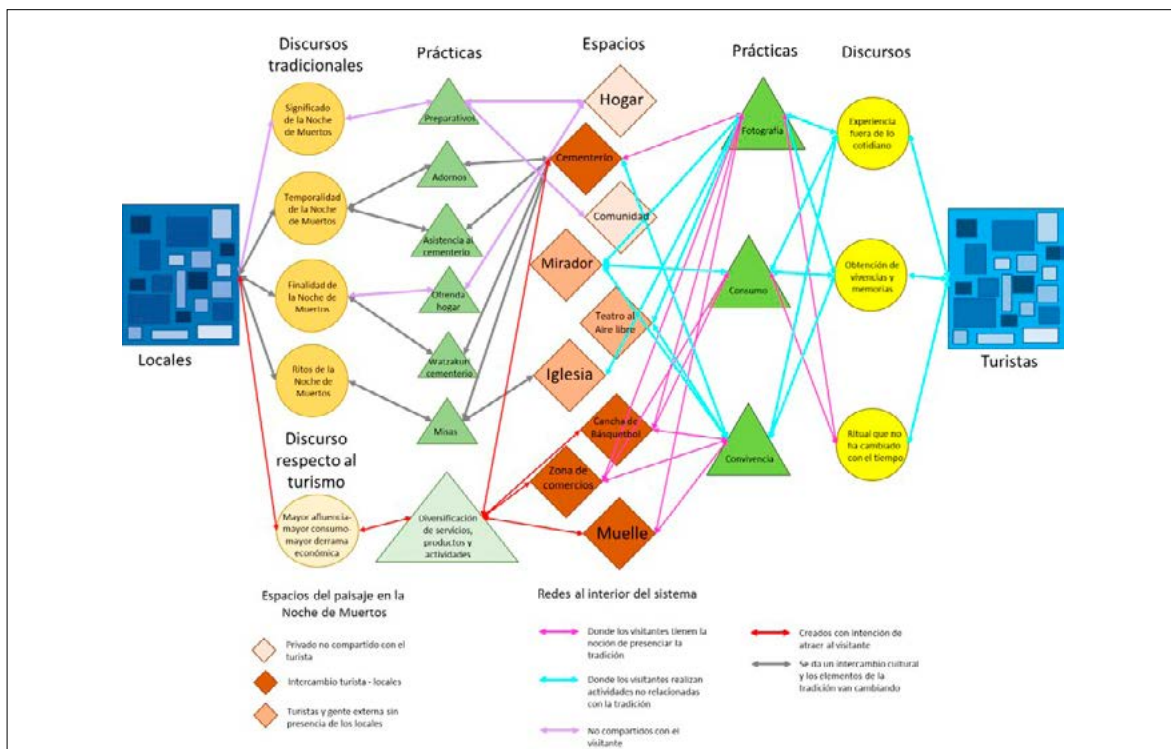 Discursos
tradicionales
Prácticas
Espacios
Prácticas
Discursos
Significado
de la Noche
de Muertos
Temporalidad
de la Noche
de Muertos
Finalidad de
la Noche de
Muertos
Ritos de la
Noche de
Muertos
Discurso
respecto al
turismo
Mayor afluencia-
mayor consumo-
mayor derrama
económica
Preparativos
Adornos
Asistencia al
cementerio
Ofrenda
hogar
Watzakuri
cementerio
Misas
Diversificación
de servicios,
productos y
actividades
Hogar
Cementerio
Comunidad
Mirador
Teatro al
Aire libre
Iglesia
Cancha de
Básquetbol
Zona de
comercios
Muelle
Fotografía
Consumo
Convivencia
Experiencia
fuera de lo
cotidiano
Obtención de
vivencias y
memorias
Ritual que no
ha cambiado
con el tiempo
Locales
Turistas
Espacios del paisaje en la
Noche de Muertos
Privado no compartido con el
turista
Intercambio turista - locales
Turistas y gente externa sin
presencia de los locales
Redes al interior del sistema
Donde los visitantes tienen la
noción de presenciar la
tradición
Donde los visitantes realizan
actividades no relacionadas
con la tradición
No compartidos con el
visitante
Creados con intención de
atraer al visitante
Se da un intercambio cultural
y los elementos de la
tradición van cambiando